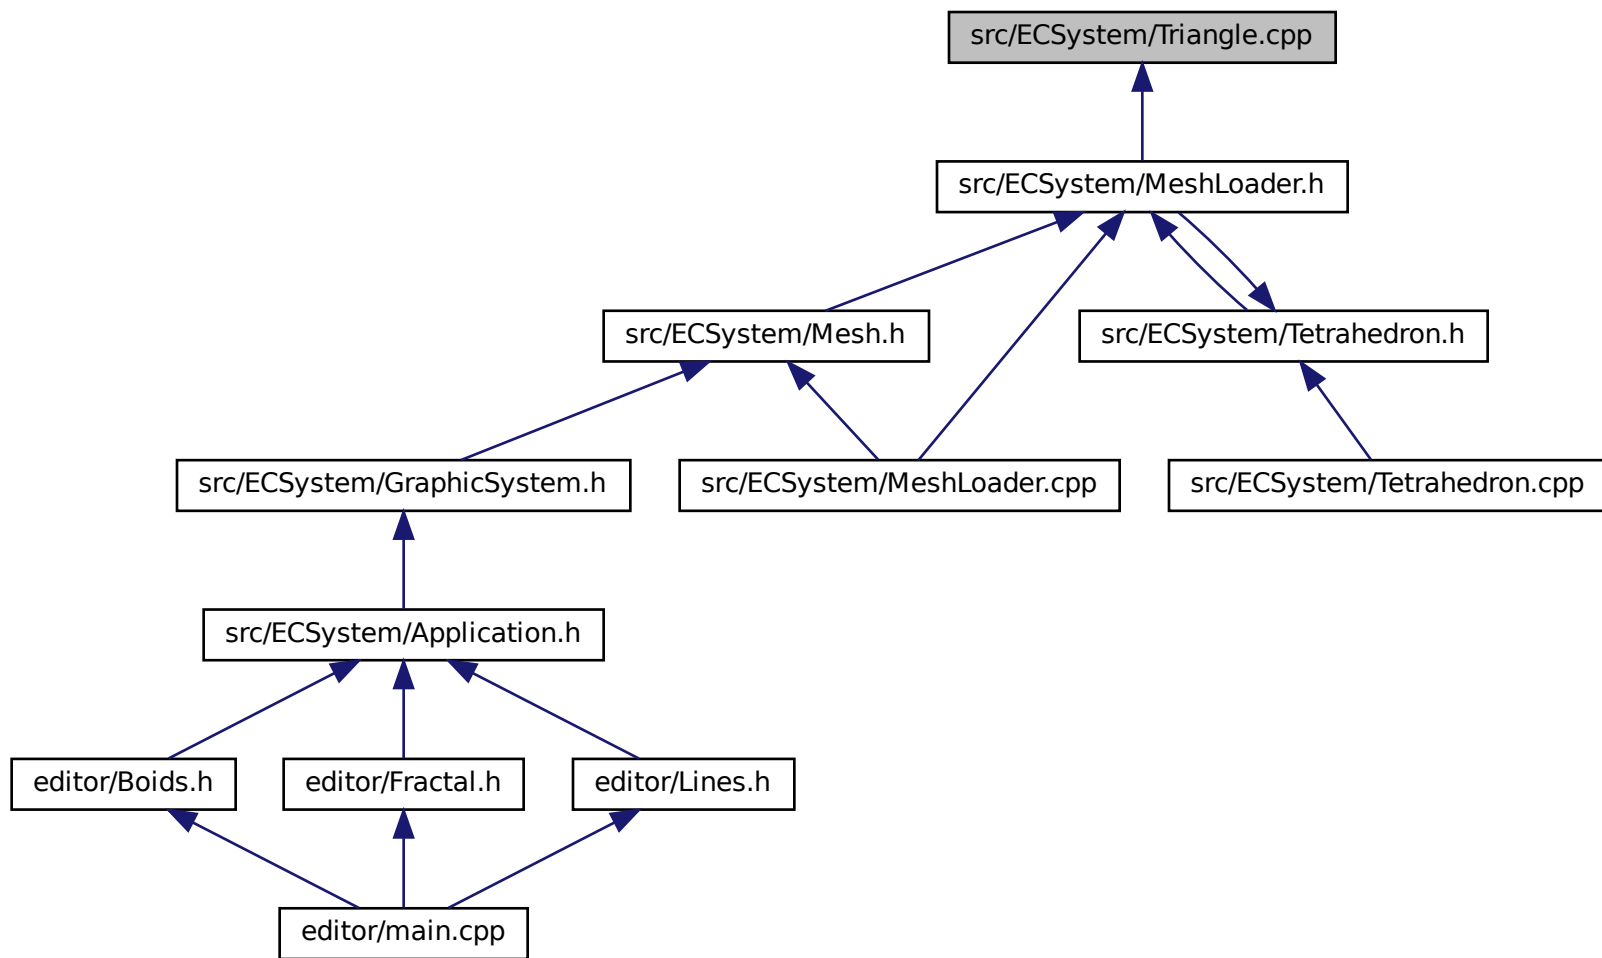 src/ECSystem/Triangle.cpp
src/ECSystem/MeshLoader.h
src/ECSystem/Mesh.h
src/ECSystem/Tetrahedron.h
src/ECSystem/GraphicSystem.h
src/ECSystem/MeshLoader.cpp
src/ECSystem/Tetrahedron.cpp
src/ECSystem/Application.h
editor/Boids.h
editor/Fractal.h
editor/Lines.h
editor/main.cpp